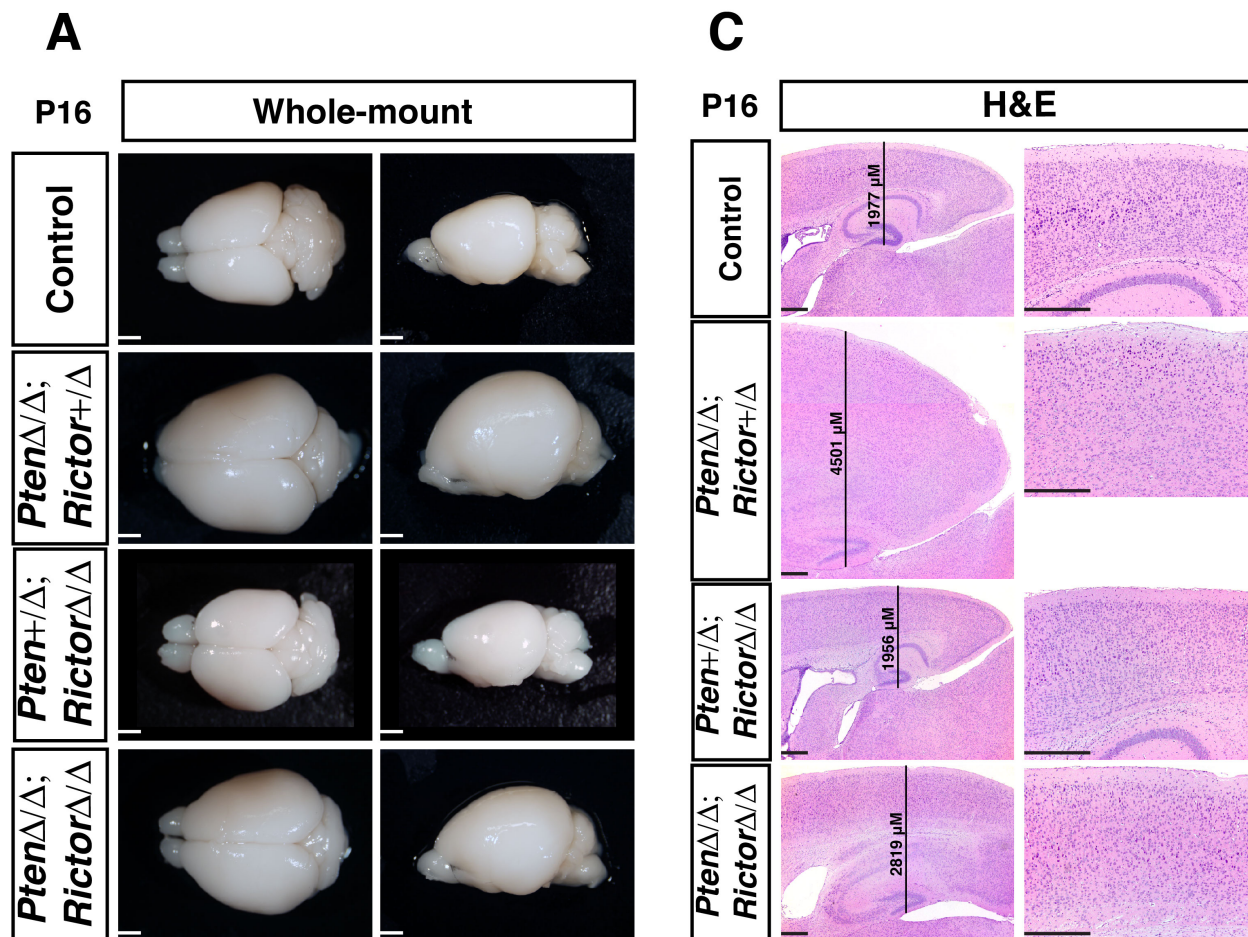 A
P16
Whole-mount
Control
PtenΔ/Δ;
Rictor+/Δ
Pten+/Δ;
RictorΔ/Δ
PtenΔ/Δ;
RictorΔ/Δ
C
P16
H&E
Control
1977 µM
PtenΔ/Δ;
Rictor+/Δ
4501 µM
Pten+/Δ;
RictorΔ/Δ
1956 µM
PtenΔ/Δ;
RictorΔ/Δ
2819 µM